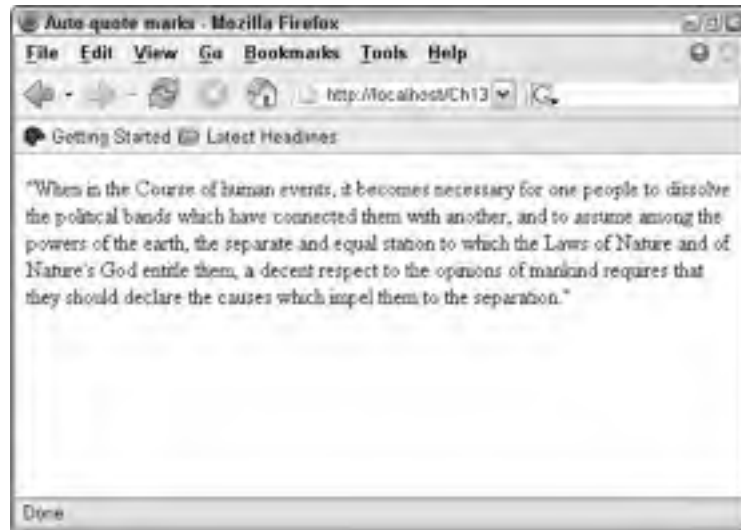 Auto quote marks - Mozilla Firefox
File Edit View Go Bookmarks Tools Help
http://localhost/Ch13
Getting Started Latest Headlines
"When in the Course of human events, it becomes necessary for one people to dissolve
the political bands which have connected them with another, and to assume among the
powers of the earth, the separate and equal station to which the Laws of Nature and of
Nature's God entitle them, a decent respect to the opinions of mankind requires that
they should declare the causes which impel them to the separation."
Done